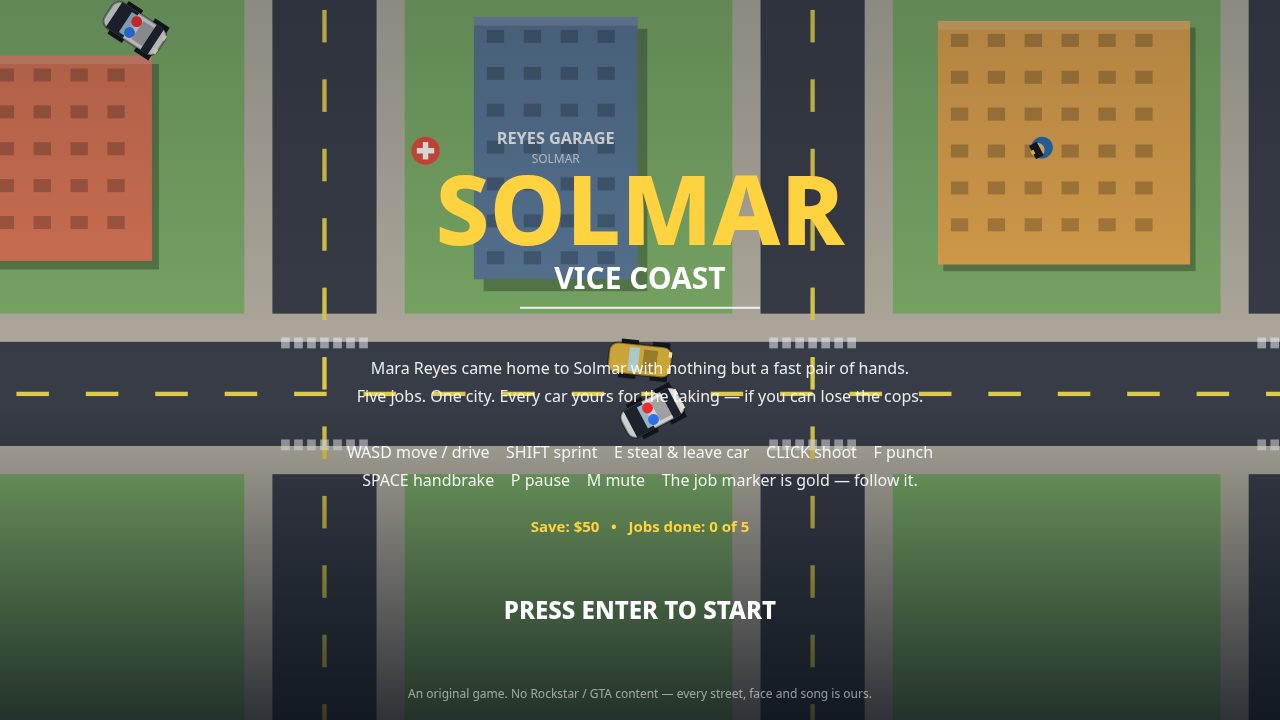 REYES GARAGE
SOLMAR
SOLMAR
VICE COAST
Mara Reyes came home to Solmar with nothing but a fast pair of hands.
Five jobs. One city. Every car yours for the taking — if you can lose the cops.
WASD move / drive SHIFT sprint E steal & leave car CLICK shoot F punch
SPACE handbrake P pause M mute The job marker is gold — follow it.
Save: $50 • Jobs done: 0 of 5
PRESS ENTER TO START
An original game. No Rockstar / GTA content — every street, face and song is ours.